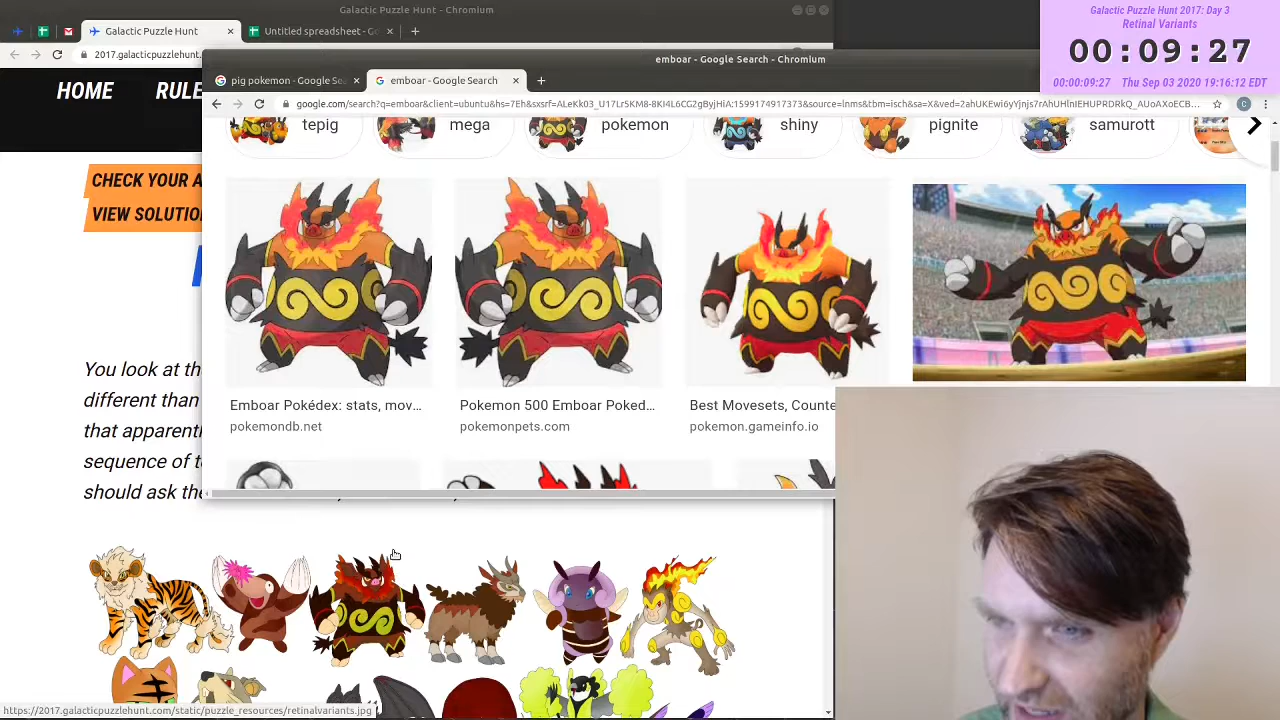 Galactic Puzzle Hunt - Chromium
Galactic Puzzle Hunt
Untitled spreadsheet - Go
2017.galacticpuzzlehunt.
HOME
RULE
CHECK YOUR A
VIEW SOLUTIO
You look at th
different than
that apparent
sequence of t
should ask the
emboar - Google Search - Chromium
pig pokemon - Google Sea
emboar - Google Search
google.com/search?q=emboar&client=ubuntu&hs=7Eh&sxsrf=ALeKk03_U17Lr5KM8-8KI4L6CG2gByjHiA:1599174917373&source=lnms&tbm=isch&sa=X&ved=2ahUKEwi6yYjnjs7rAhUHlnIEHUPRDRkQ_AUoAXoECB...
tepig
mega
pokemon
shiny
pignite
samurott
Emboar Pokédex: stats, mov...
pokemondb.net
Pokemon 500 Emboar Poked...
pokemonpets.com
Best Movesets, Counte
pokemon.gameinfo.io
Galactic Puzzle Hunt 2017: Day 3
Retinal Variants
00:09:27
00:00:09:27
Thu Sep 03 2020 19:16:12 EDT
https://2017.galacticpuzzlehunt.com/static/puzzle_resources/retinalvariants.jpg